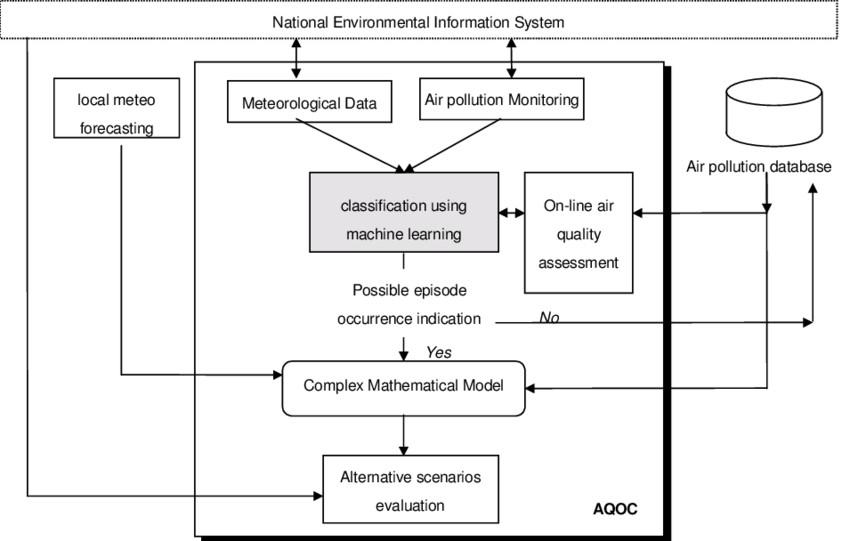 National Environmental Information System
local meteo
forecasting
Meteorological Data
Air pollution Monitoring
Air pollution database
classification using
machine learning
On-line air
quality
assessment
Possible episode
occurrence indication
No
Yes
Complex Mathematical Model
Alternative scenarios
evaluation
AQOC